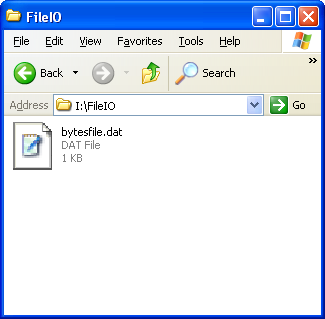 FileIO
File Edit View Favorites Tools Help
Back Search »
Address I:\FileIO Go
bytesfile.dat
DAT File
1 KB